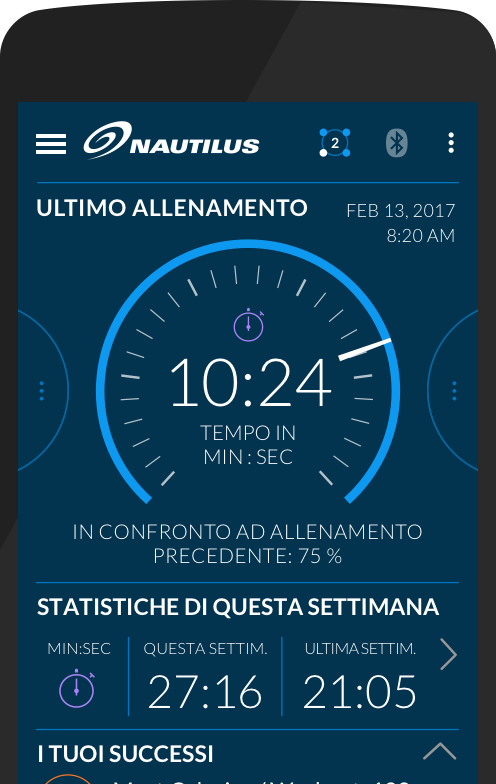 NAUTILUS
2
ULTIMO ALLENAMENTO
FEB 13, 2017
8:20 AM
10:24
TEMPO IN
MIN : SEC
IN CONFRONTO AD ALLENAMENTO
PRECEDENTE: 75 %
STATISTICHE DI QUESTA SETTIMANA
MIN:SEC
QUESTA SETTIM.
ULTIMA SETTIM.
27:16
21:05
I TUOI SUCCESSI